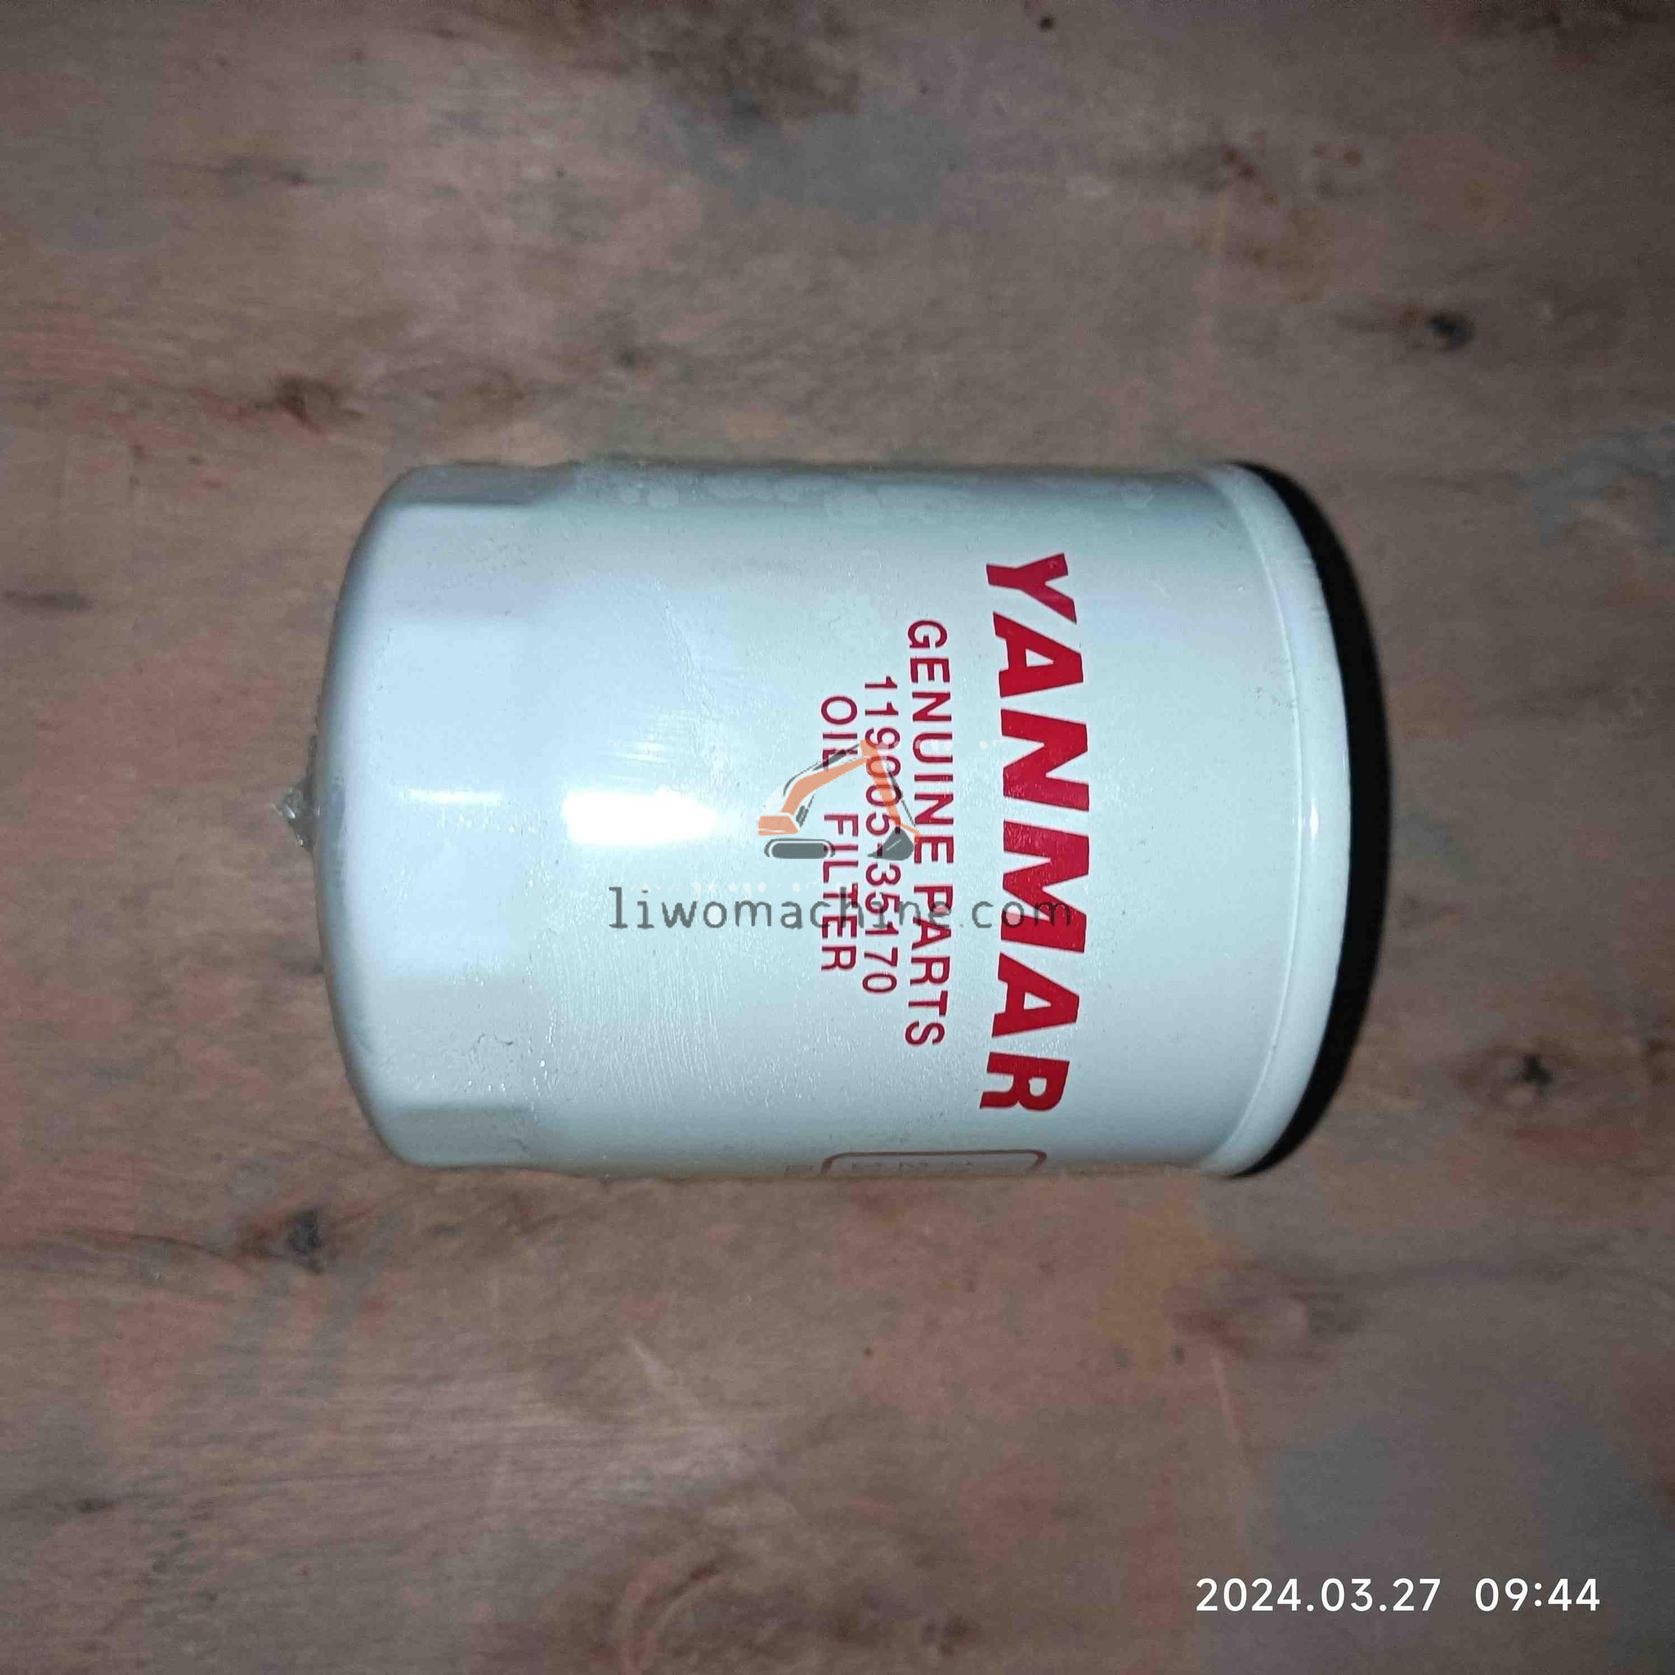 YANMAR
GENUINE PARTS
119005-35170
OIL FILTER
liwomachine.com
2024.03.27 09:44